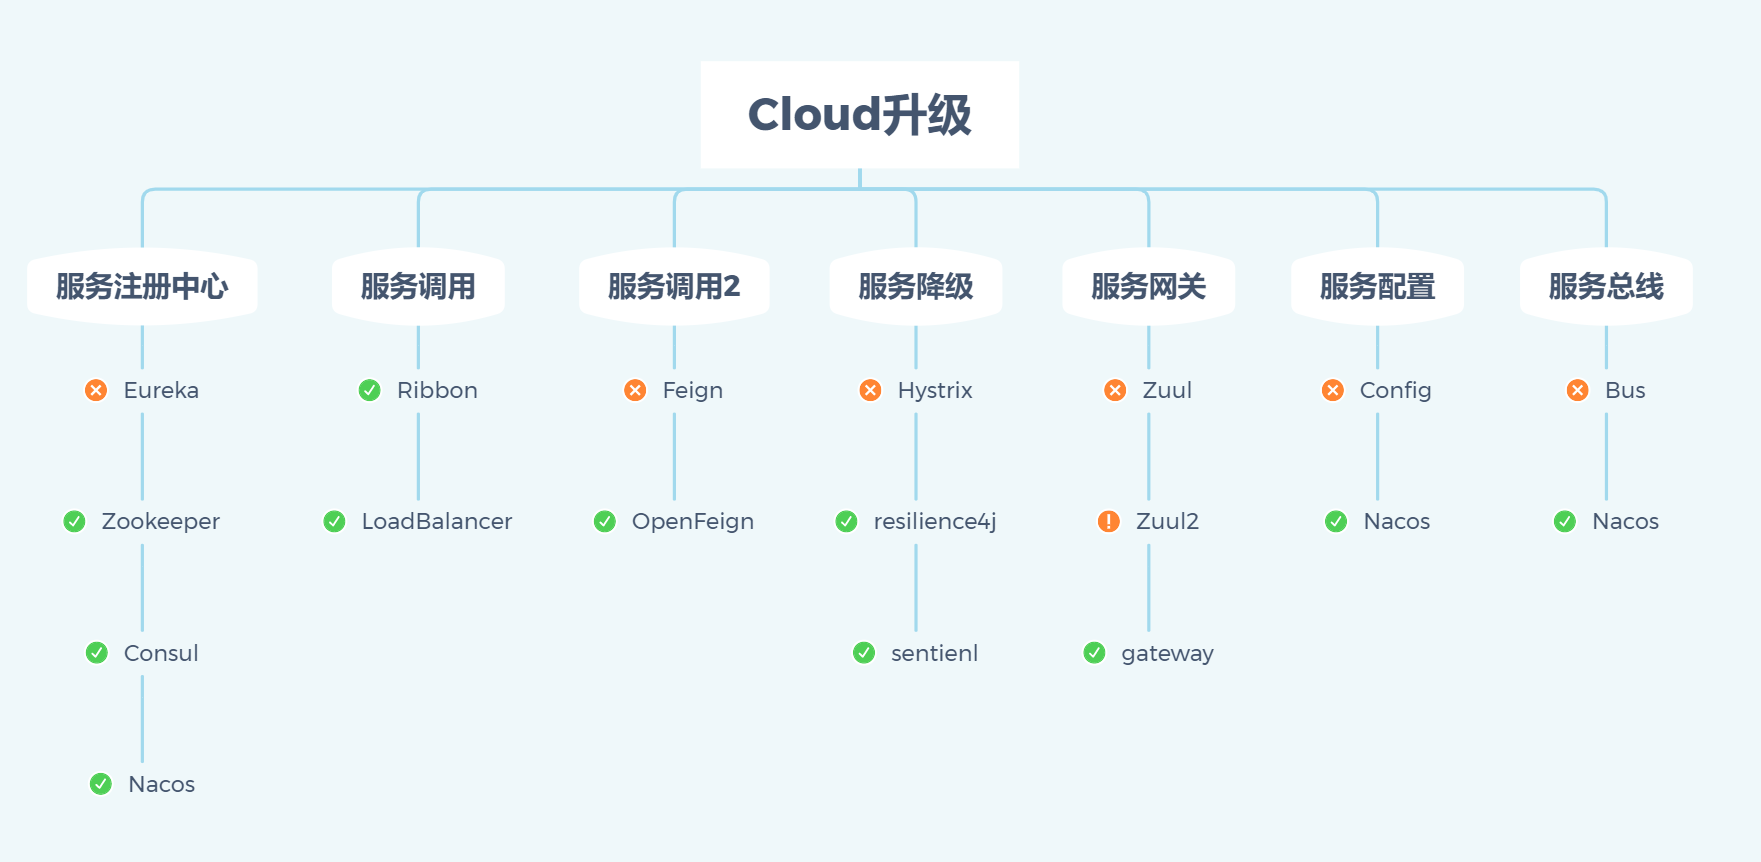 Cloud升级
服务注册中心
服务调用
服务调用2
服务降级
服务网关
服务配置
服务总线
Eureka
Ribbon
Feign
Hystrix
Zuul
Config
Bus
Zookeeper
LoadBalancer
OpenFeign
resilience4j
Zuul2
Nacos
Nacos
Consul
sentienl
gateway
Nacos